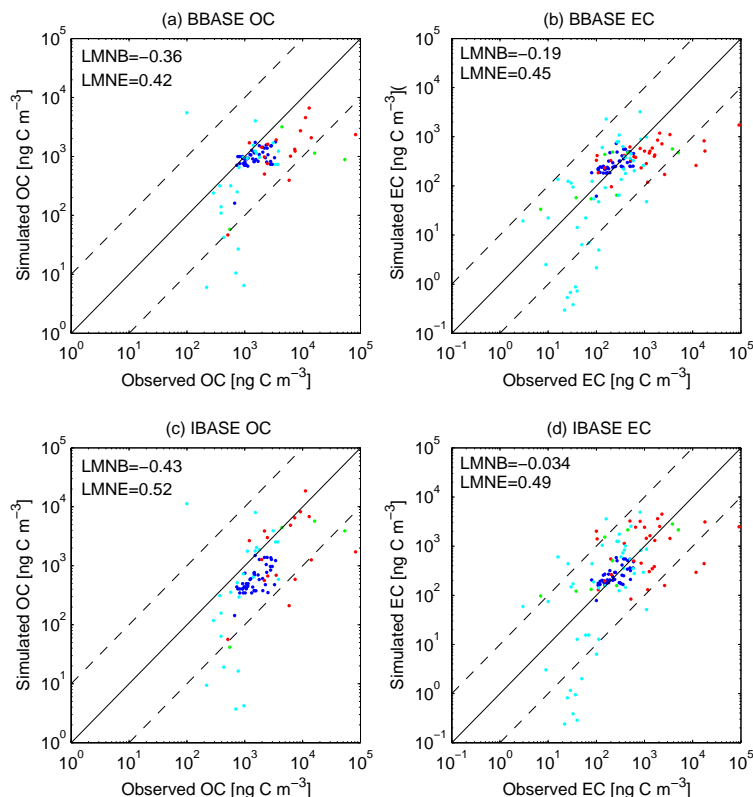 (a) BBASE OC
LMNB=−0.36
LMNE=0.42
10^5
10^4
10^3
10^2
10^1
10^0
Simulated OC [ng C m^−3]
10^0 10^1 10^2 10^3 10^4 10^5
Observed OC [ng C m^−3]
(b) BBASE EC
LMNB=−0.19
LMNE=0.45
10^5
10^4
10^3
10^2
10^1
10^0
10^−1
Simulated EC [ng C m^−3](
10^−1 10^0 10^1 10^2 10^3 10^4 10^5
Observed EC [ng C m^−3]
(c) IBASE OC
LMNB=−0.43
LMNE=0.52
10^5
10^4
10^3
10^2
10^1
10^0
Simulated OC [ng C m^−3]
10^0 10^1 10^2 10^3 10^4 10^5
Observed OC [ng C m^−3]
(d) IBASE EC
LMNB=−0.034
LMNE=0.49
10^5
10^4
10^3
10^2
10^1
10^0
10^−1
Simulated EC [ng C m^−3]
10^−1 10^0 10^1 10^2 10^3 10^4 10^5
Observed EC [ng C m^−3]